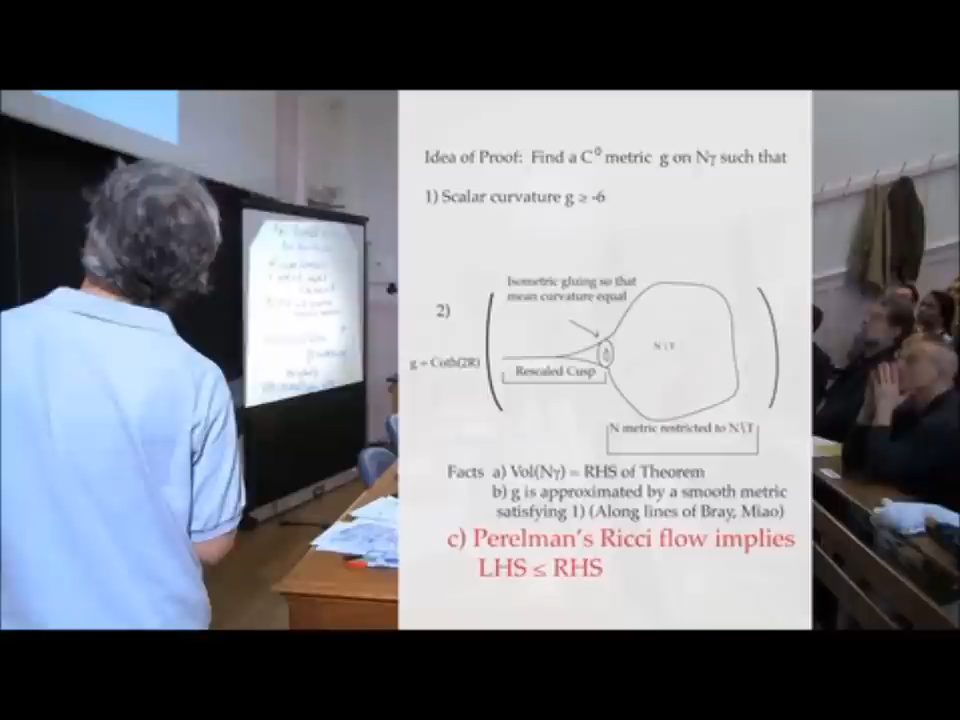 Idea of Proof: Find a C⁰ metric g on Nγ such that
1) Scalar curvature g ≥ -6
Isometric gluing so that
mean curvature equal
2)
N\T
g = Coth(2R)
Rescaled Cusp
N metric restricted to N\T
Facts a) Vol(Nγ) = RHS of Theorem
b) g is approximated by a smooth metric
satisfying 1) (Along lines of Bray, Miao)
c) Perelman's Ricci flow implies
LHS ≤ RHS